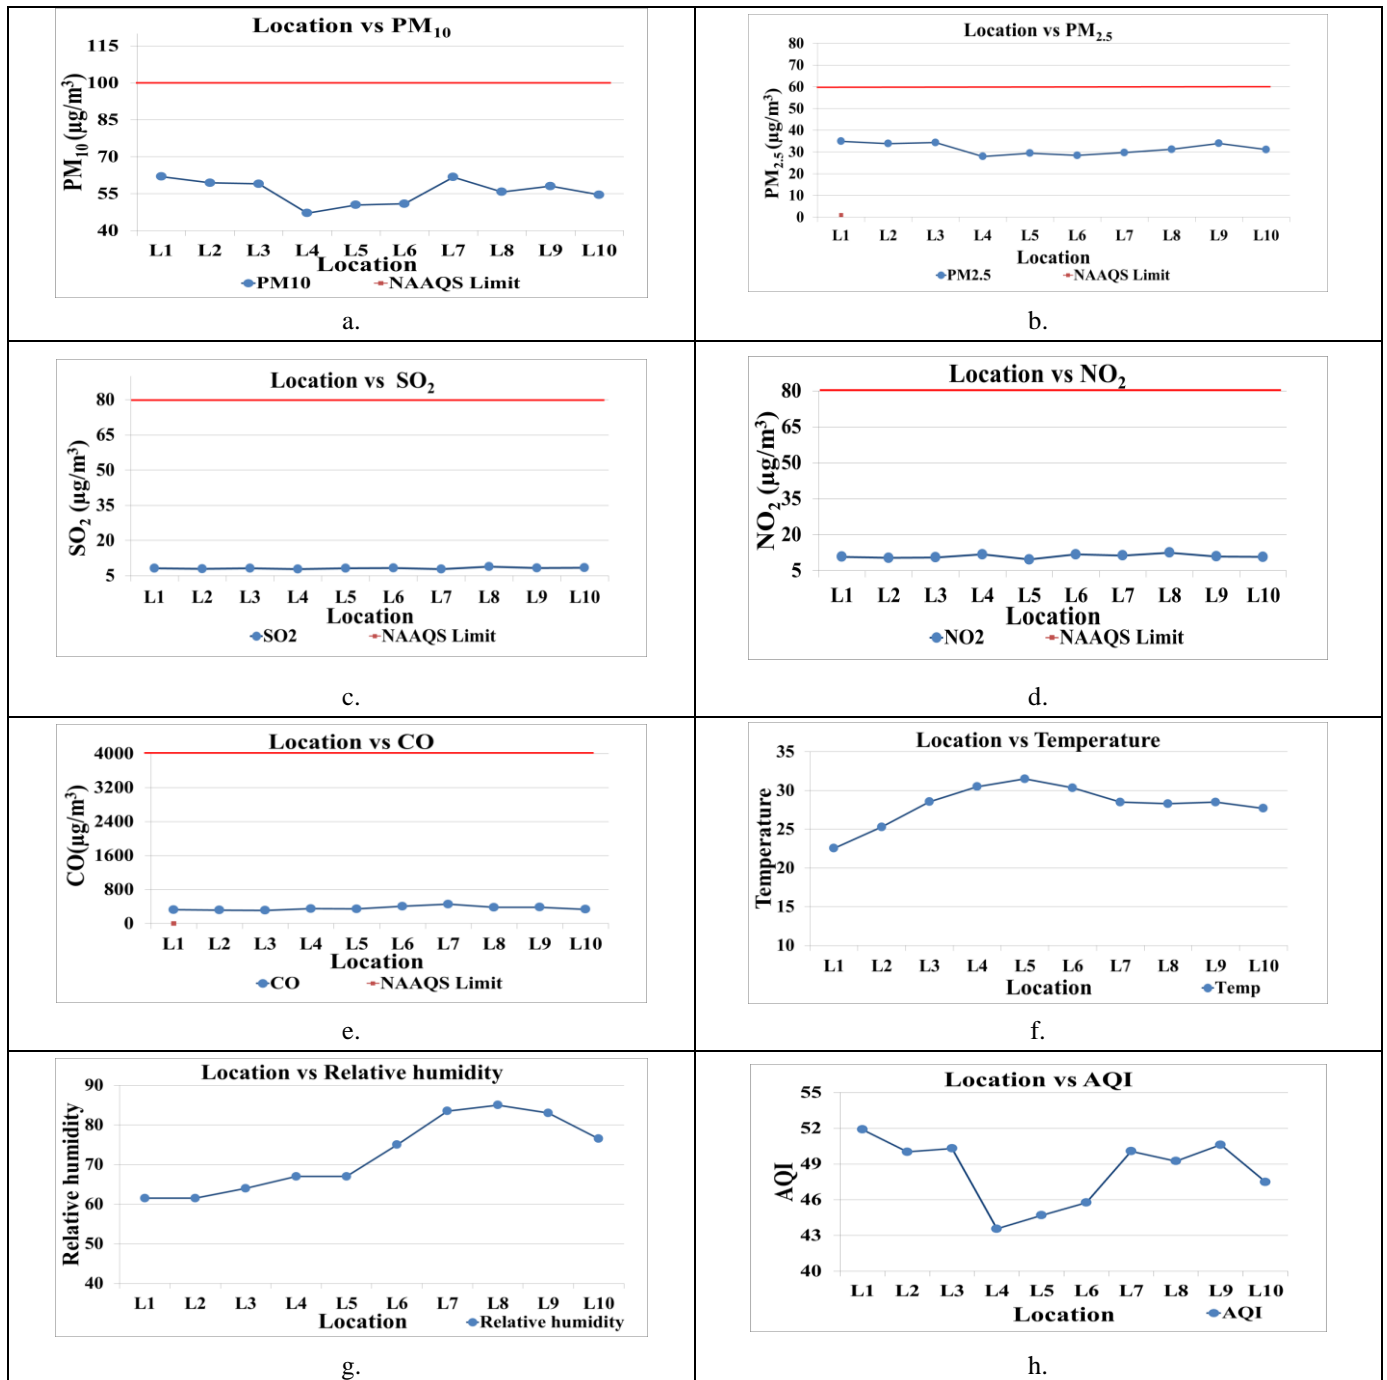 Location vs PM10
115
100
85
70
55
40
PM10 (µg/m³)
L1 L2 L3 L4 L5 L6 L7 L8 L9 L10
Location
PM10 NAAQS Limit
a.
Location vs PM2.5
80
70
60
50
40
30
20
10
0
PM2.5 (µg/m³)
L1 L2 L3 L4 L5 L6 L7 L8 L9 L10
Location
PM2.5 NAAQS Limit
b.
Location vs SO2
80
65
50
35
20
5
SO2 (µg/m³)
L1 L2 L3 L4 L5 L6 L7 L8 L9 L10
Location
SO2 NAAQS Limit
c.
Location vs NO2
80
65
50
35
20
5
NO2 (µg/m³)
L1 L2 L3 L4 L5 L6 L7 L8 L9 L10
Location
NO2 NAAQS Limit
d.
Location vs CO
4000
3200
2400
1600
800
0
CO(µg/m³)
L1 L2 L3 L4 L5 L6 L7 L8 L9 L10
Location
CO NAAQS Limit
e.
Location vs Temperature
35
30
25
20
15
10
Temperature
L1 L2 L3 L4 L5 L6 L7 L8 L9 L10
Location
Temp
f.
Location vs Relative humidity
90
80
70
60
50
40
Relative humidity
L1 L2 L3 L4 L5 L6 L7 L8 L9 L10
Location
Relative humidity
g.
Location vs AQI
55
52
49
46
43
40
AQI
L1 L2 L3 L4 L5 L6 L7 L8 L9 L10
Location
AQI
h.